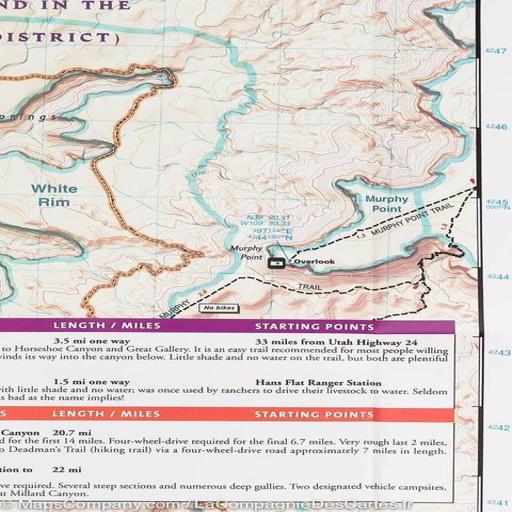 ND IN THE
DISTRICT)
4247
4246
4245
4244
4243
4242
4241
White
Rim
Murphy
Point
MURPHY POINT TRAIL
1.3
1.8
Murphy
Point
Overlook
MURPHY
TRAIL
No bikes
LENGTH / MILES STARTING POINTS
3.5 mi one way 33 miles from Utah Highway 24
to Horseshoe Canyon and Great Gallery. It is an easy trail recommended for most people willing
winds its way into the canyon below. Little shade and no water on the trail, but both are plentiful
1.5 mi one way Hans Flat Ranger Station
with little shade and no water; was once used by ranchers to drive their livestock to water. Seldom
s bad as the name implies!
S LENGTH / MILES STARTING POINTS
Canyon 20.7 mi
d for the first 14 miles. Four-wheel-drive required for the final 6.7 miles. Very rough last 2 miles,
o Deadman's Trail (hiking trail) via a four-wheel-drive road approximately 7 miles in length.
tion to 22 mi
ve required. Several steep sections and numerous deep gullies. Two designated vehicle campsites,
at Millard Canyon.
© MapsCompany.com / LaCompagnieDesCartes.fr